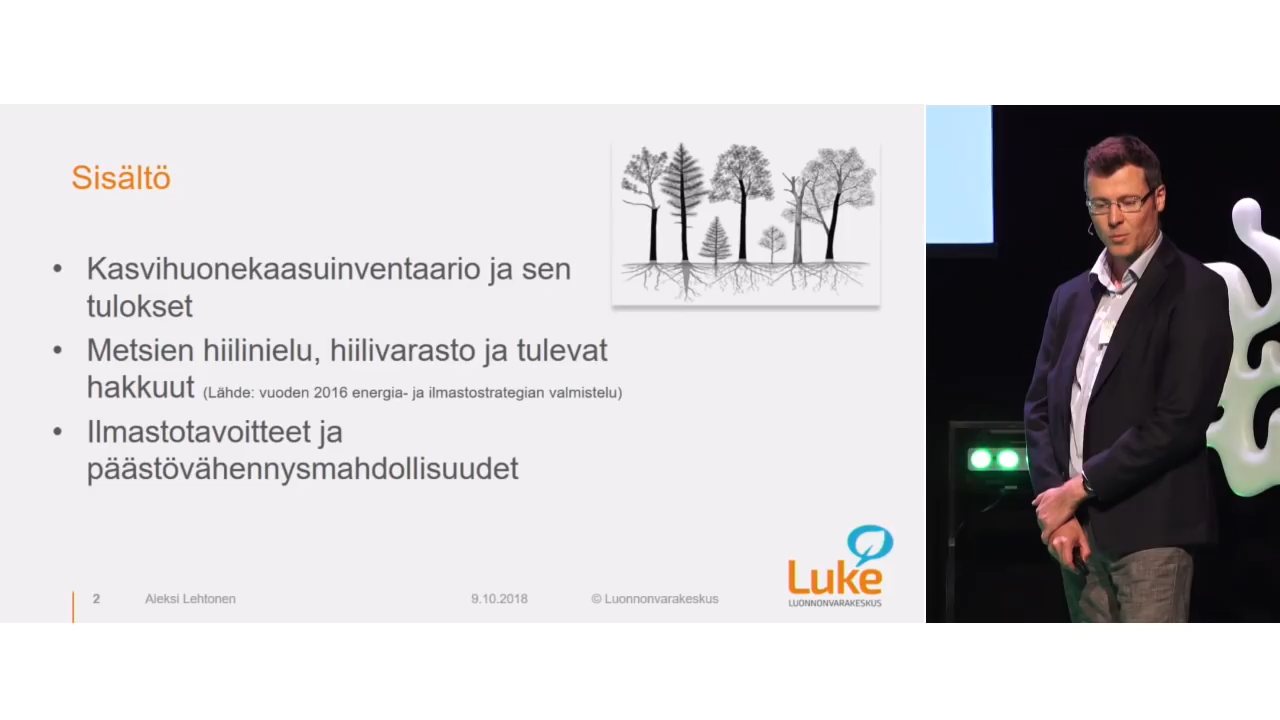 Sisältö
• Kasvihuonekaasuinventaario ja sen
tulokset
• Metsien hiilinielu, hiilivarasto ja tulevat
hakkuut (Lähde: vuoden 2016 energia- ja ilmastostrategian valmistelu)
• Ilmastotavoitteet ja
päästövähennysmahdollisuudet
Luke
LUONNONVARAKESKUS
2 Aleksi Lehtonen 9.10.2018 © Luonnonvarakeskus